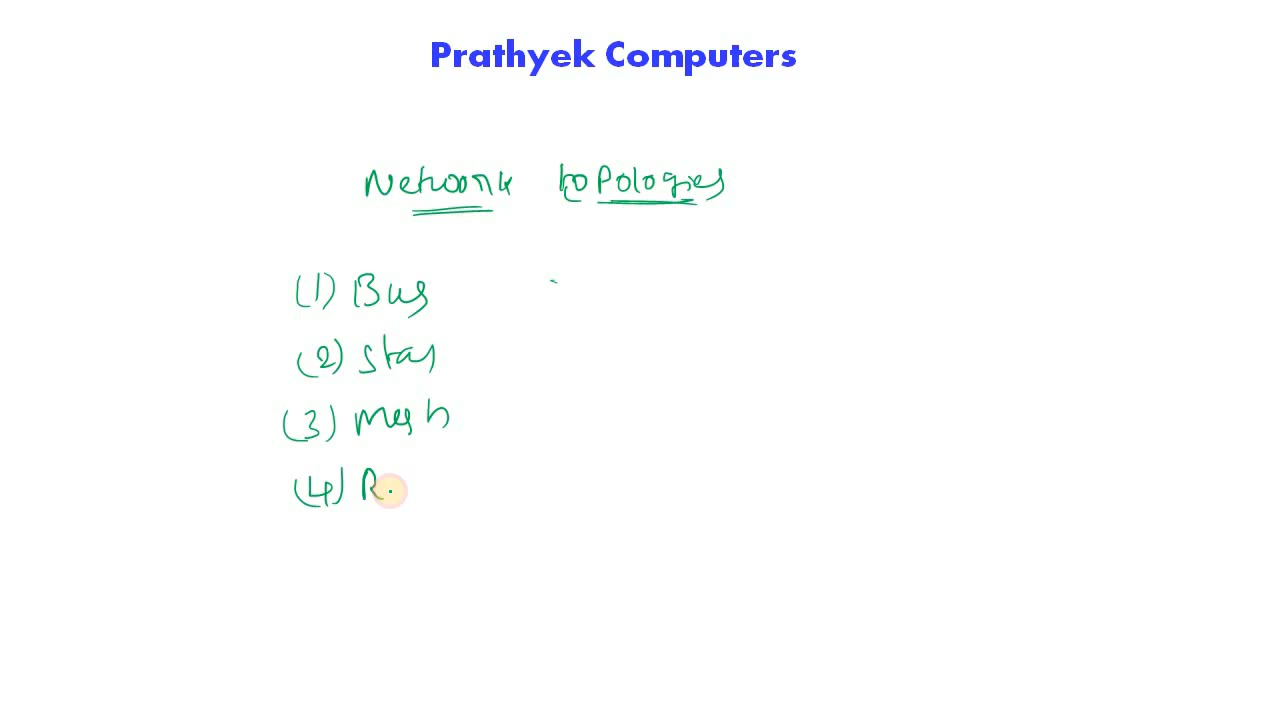 Prathyek Computers
Network topologies
(1) Bus
(2) Star
(3) Mesh
(4) R